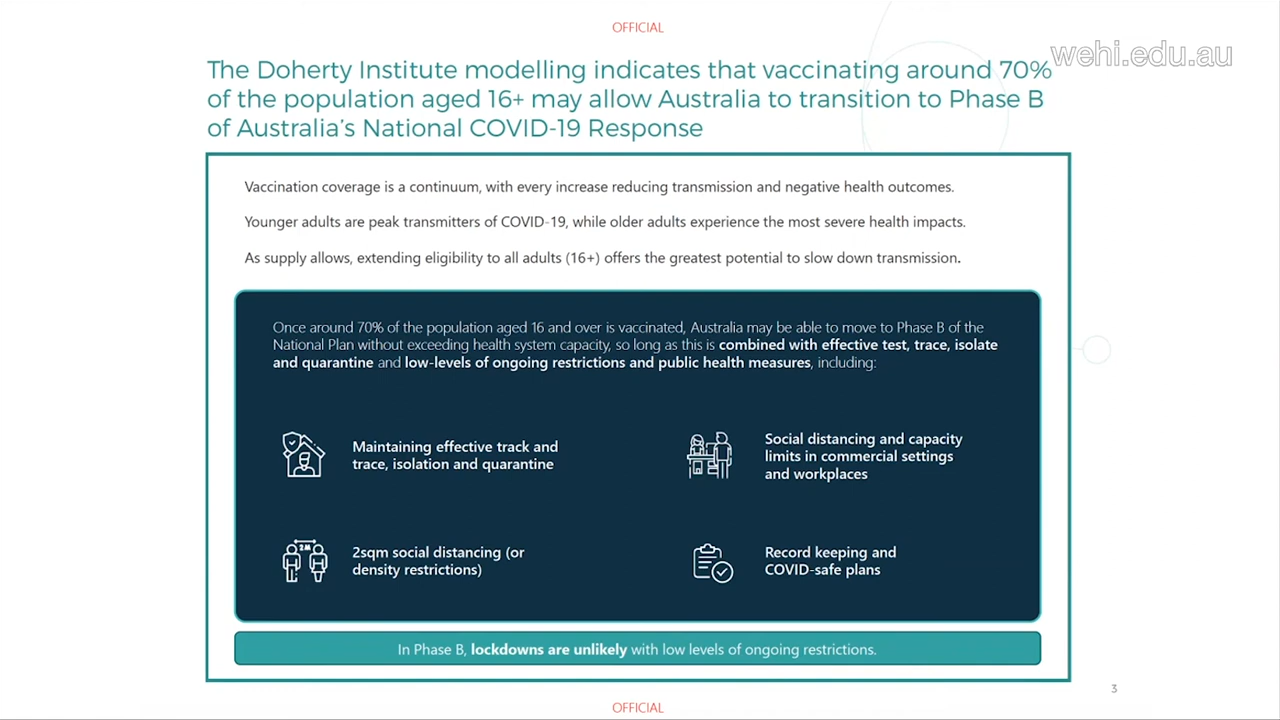 OFFICIAL
wehi.edu.au
The Doherty Institute modelling indicates that vaccinating around 70%
of the population aged 16+ may allow Australia to transition to Phase B
of Australia's National COVID-19 Response
Vaccination coverage is a continuum, with every increase reducing transmission and negative health outcomes.
Younger adults are peak transmitters of COVID-19, while older adults experience the most severe health impacts.
As supply allows, extending eligibility to all adults (16+) offers the greatest potential to slow down transmission.
Once around 70% of the population aged 16 and over is vaccinated, Australia may be able to move to Phase B of the
National Plan without exceeding health system capacity, so long as this is combined with effective test, trace, isolate
and quarantine and low-levels of ongoing restrictions and public health measures, including:
Maintaining effective track and
trace, isolation and quarantine
Social distancing and capacity
limits in commercial settings
and workplaces
2M
2sqm social distancing (or
density restrictions)
Record keeping and
COVID-safe plans
In Phase B, lockdowns are unlikely with low levels of ongoing restrictions.
3
OFFICIAL